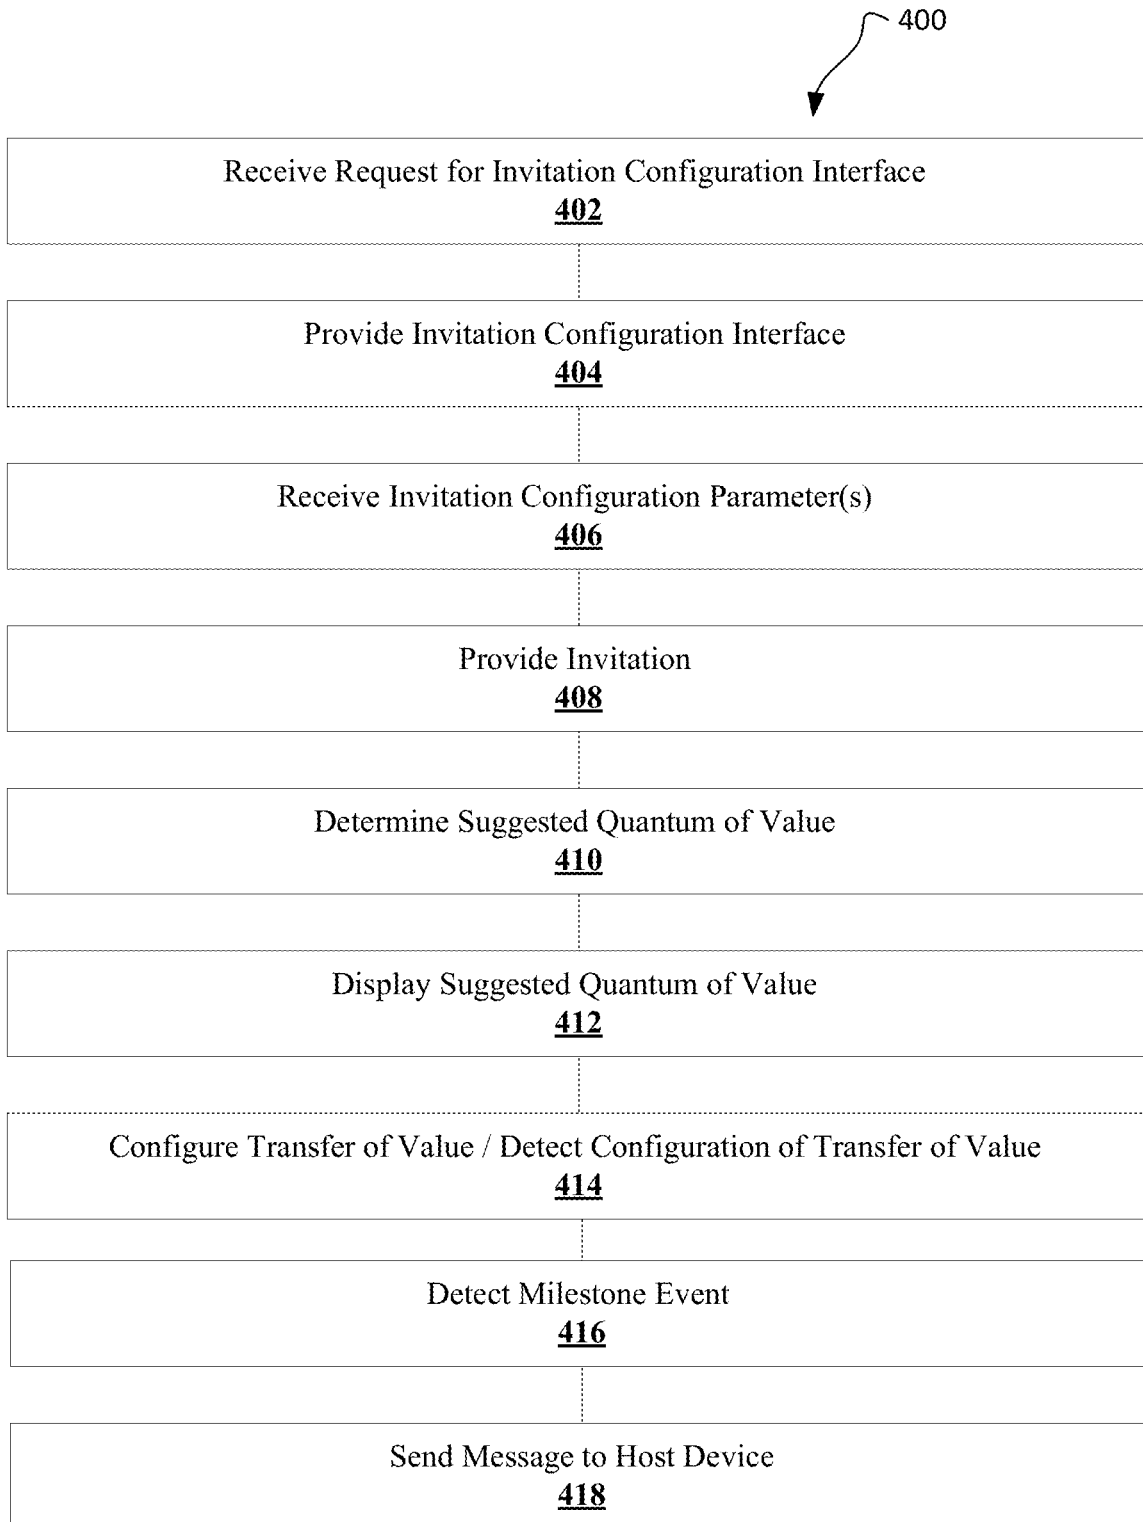 400
Receive Request for Invitation Configuration Interface
402
Provide Invitation Configuration Interface
404
Receive Invitation Configuration Parameter(s)
406
Provide Invitation
408
Determine Suggested Quantum of Value
410
Display Suggested Quantum of Value
412
Configure Transfer of Value / Detect Configuration of Transfer of Value
414
Detect Milestone Event
416
Send Message to Host Device
418